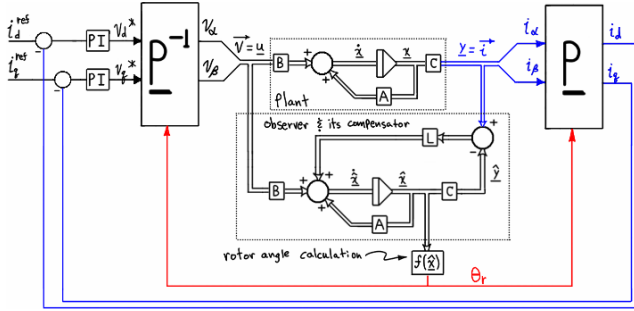 i_d^ref
PI
v_d*
i_q^ref
PI
v_q*
P^-1
v_α
v_β
v⃗=u
B
ẋ
x
C
A
Plant
y=i⃗
i_α
i_β
P
i_d
i_q
observer & its compensator
L
B
x̂̇
x̂
C
ŷ
A
rotor angle calculation
f(x̂)
θ_r